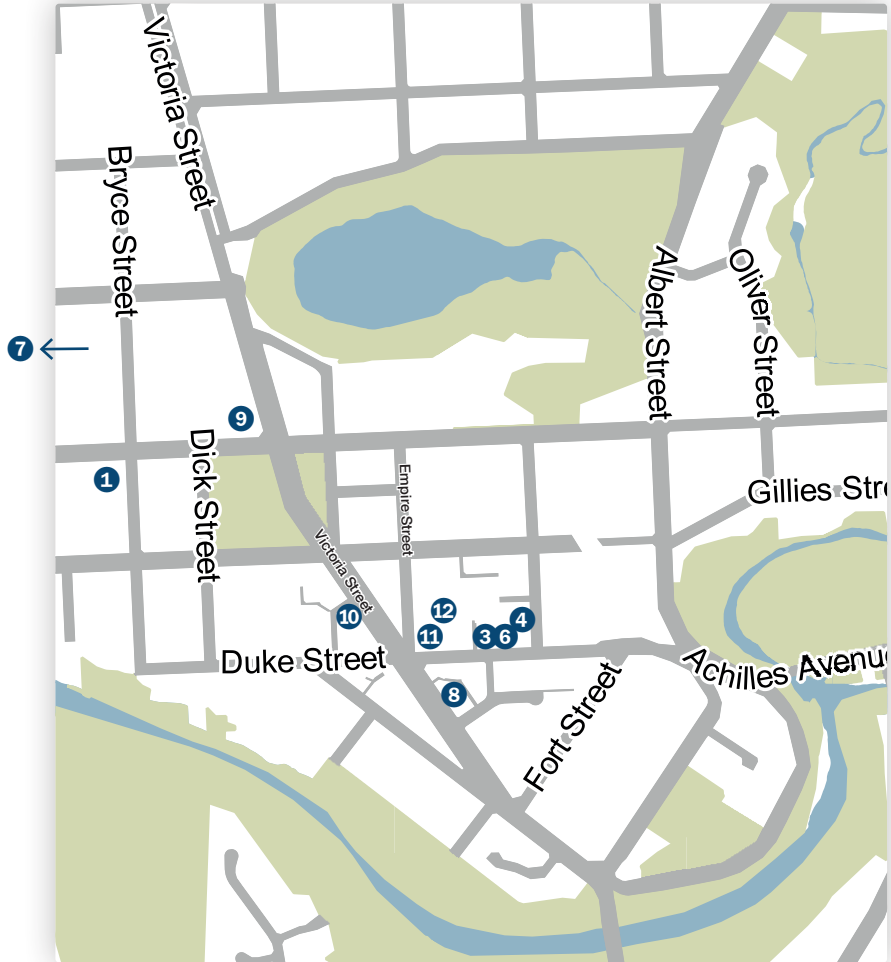 Victoria Street
Bryce Street
Albert Street
Oliver Street
7
9
Dick Street
1
Empire Street
Gillies Stre
Victoria Street
12
10
11
3
6
4
Duke Street
Achilles Avenu
8
Fort Street